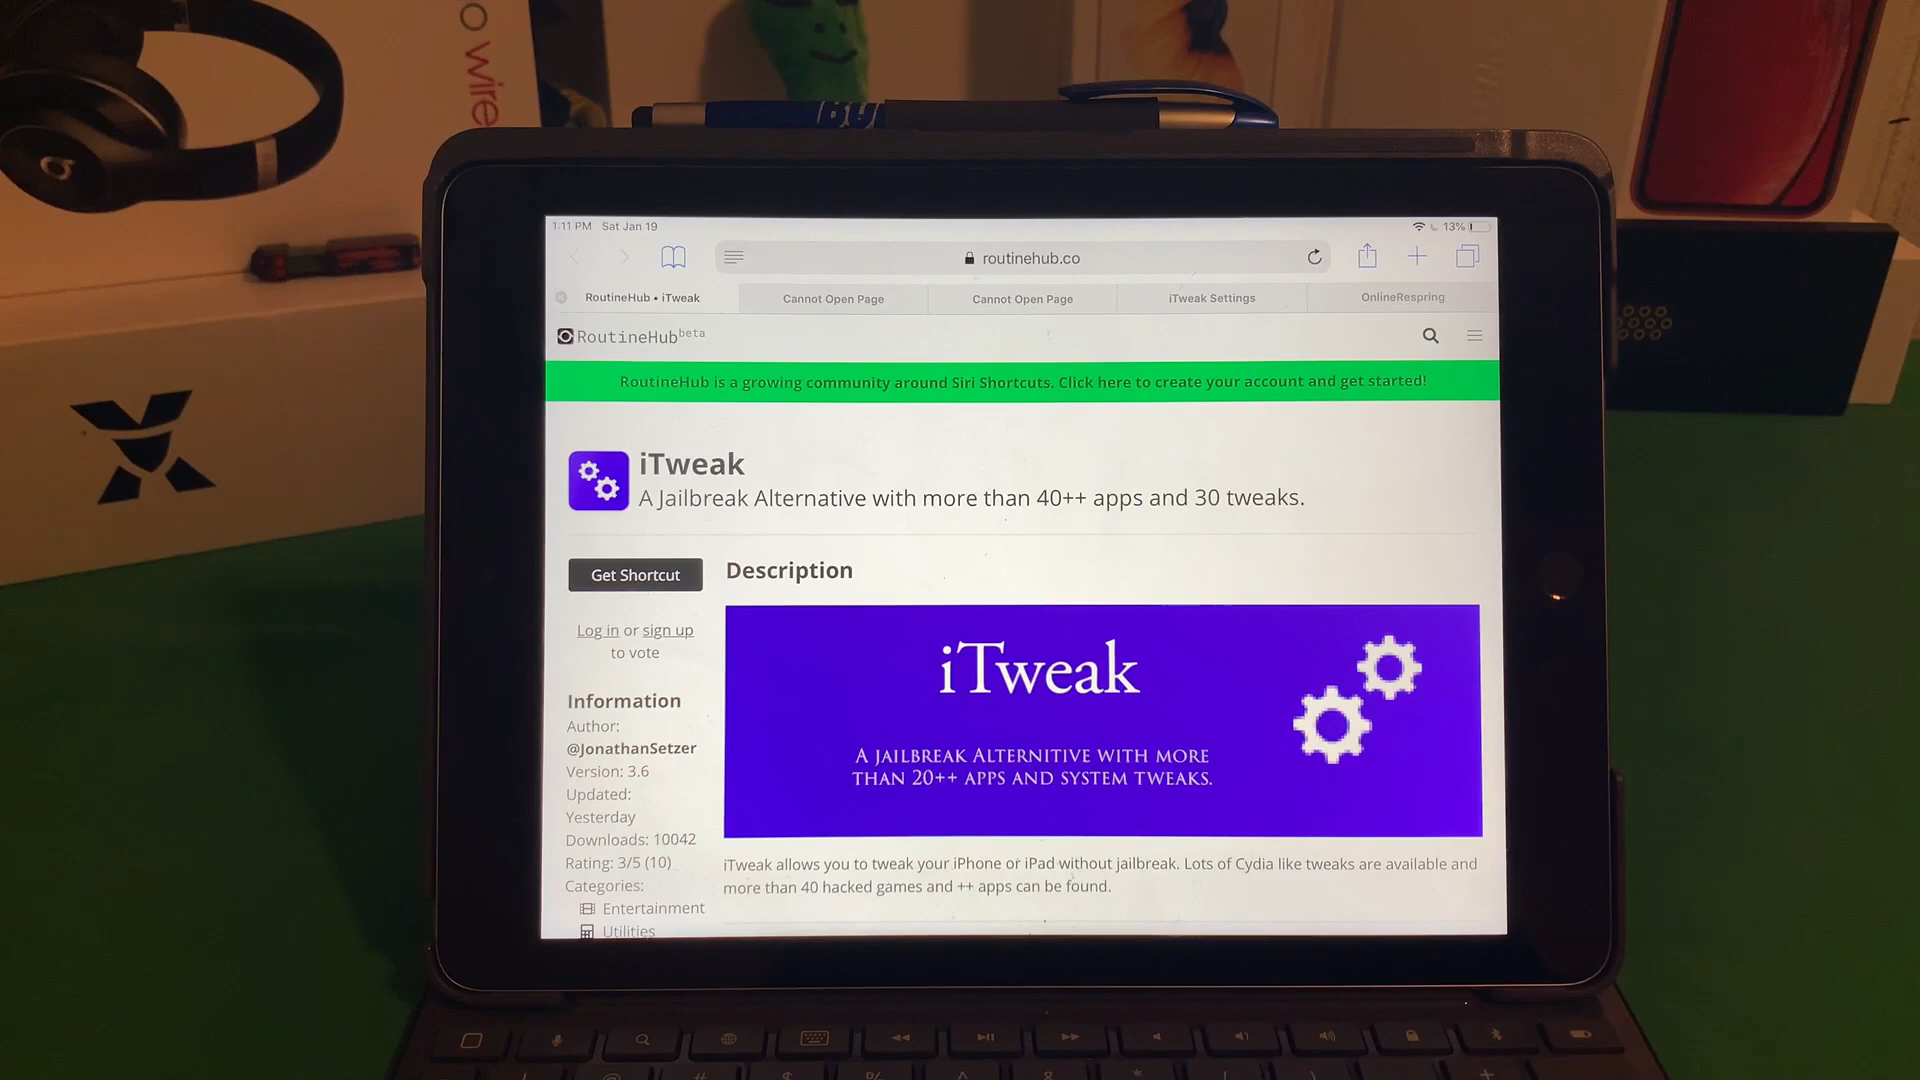 O wire
BU
1:11 PM Sat Jan 19
13%
routinehub.co
RoutineHub • iTweak
Cannot Open Page
Cannot Open Page
iTweak Settings
OnlineRespring
RoutineHub beta
RoutineHub is a growing community around Siri Shortcuts. Click here to create your account and get started!
iTweak
A Jailbreak Alternative with more than 40++ apps and 30 tweaks.
Get Shortcut
Description
Log in or sign up
to vote
iTweak
A JAILBREAK ALTERNITIVE WITH MORE
THAN 20++ APPS AND SYSTEM TWEAKS.
Information
Author:
@JonathanSetzer
Version: 3.6
Updated:
Yesterday
Downloads: 10042
Rating: 3/5 (10)
Categories:
Entertainment
Utilities
iTweak allows you to tweak your iPhone or iPad without jailbreak. Lots of Cydia like tweaks are available and
more than 40 hacked games and ++ apps can be found.